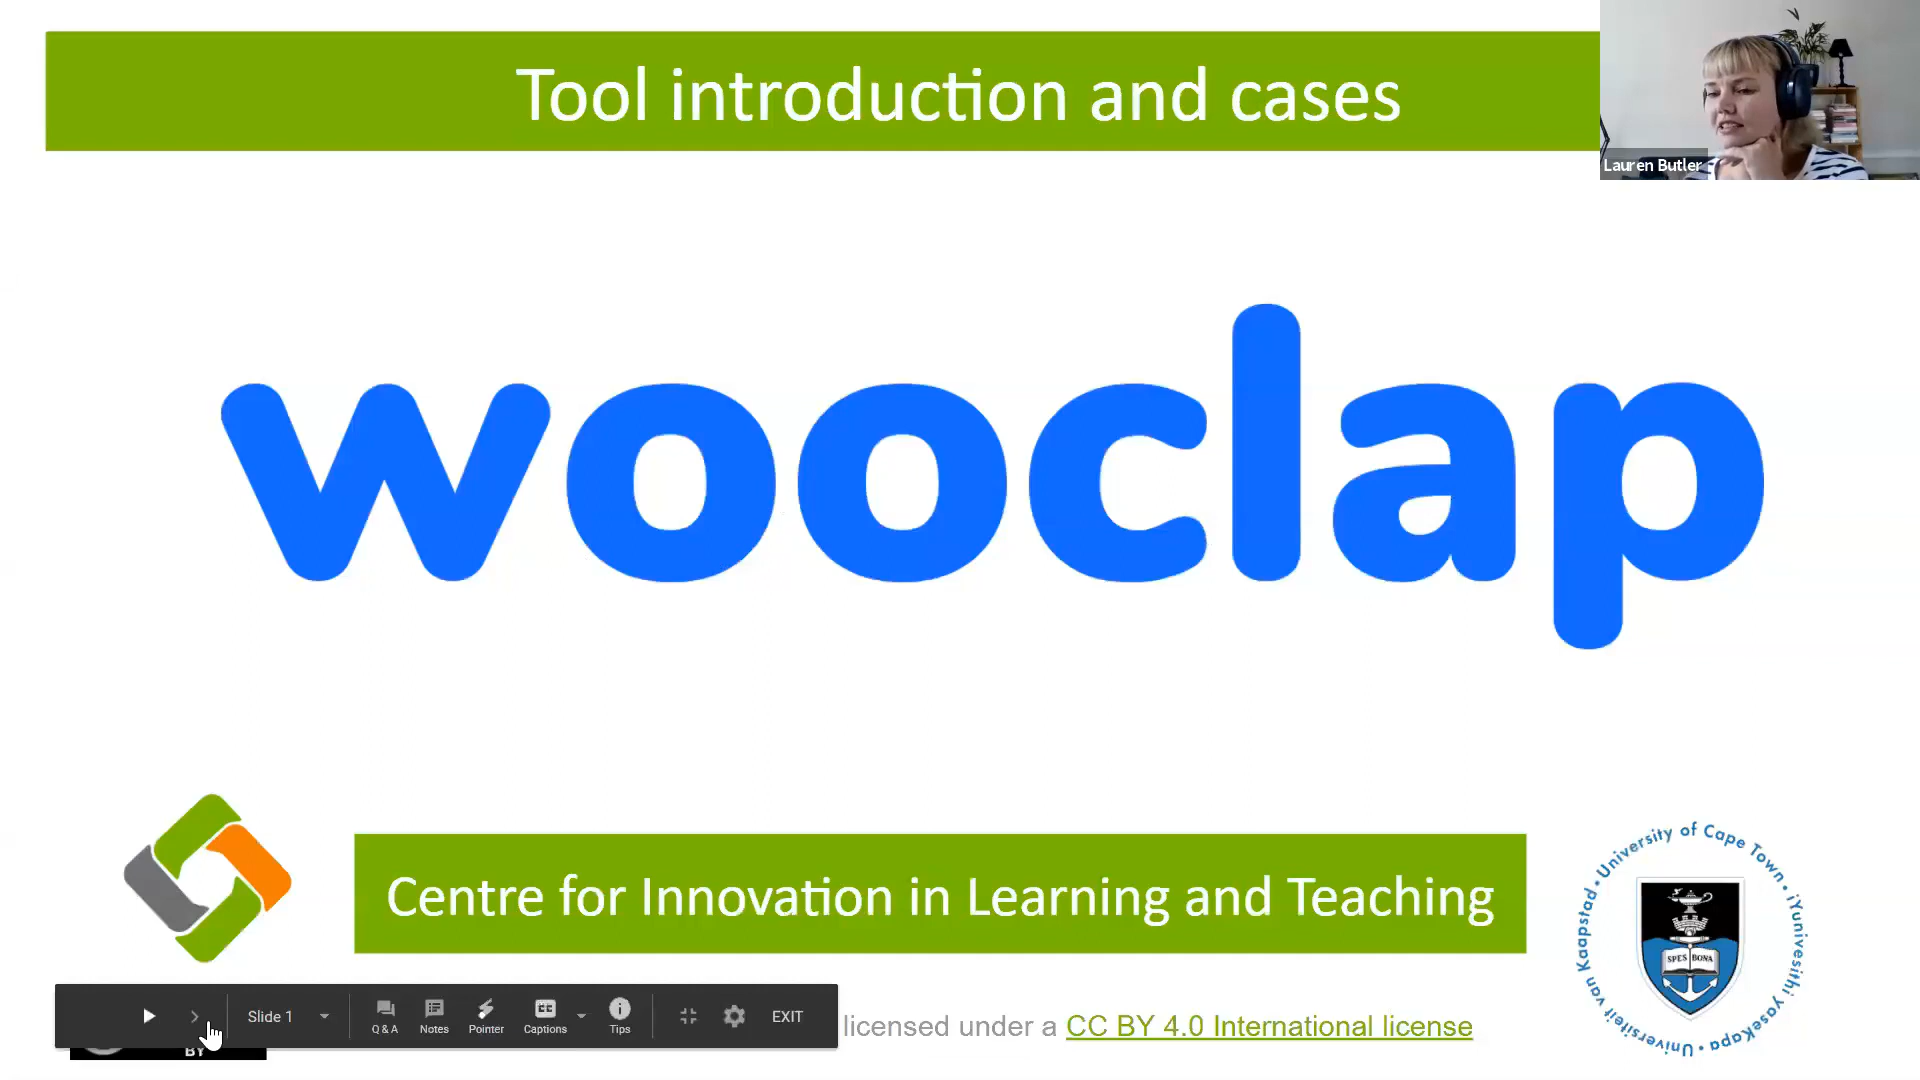 Tool introduction and cases
Lauren Butler
wooclap
Centre for Innovation in Learning and Teaching
University of Cape Town • iYunivesithi yaseKapa • Universiteit van Kaapstad •
SPES BONA
Slide 1
Q & A
Notes
Pointer
CC
Captions
Tips
EXIT
licensed under a CC BY 4.0 International license
BY